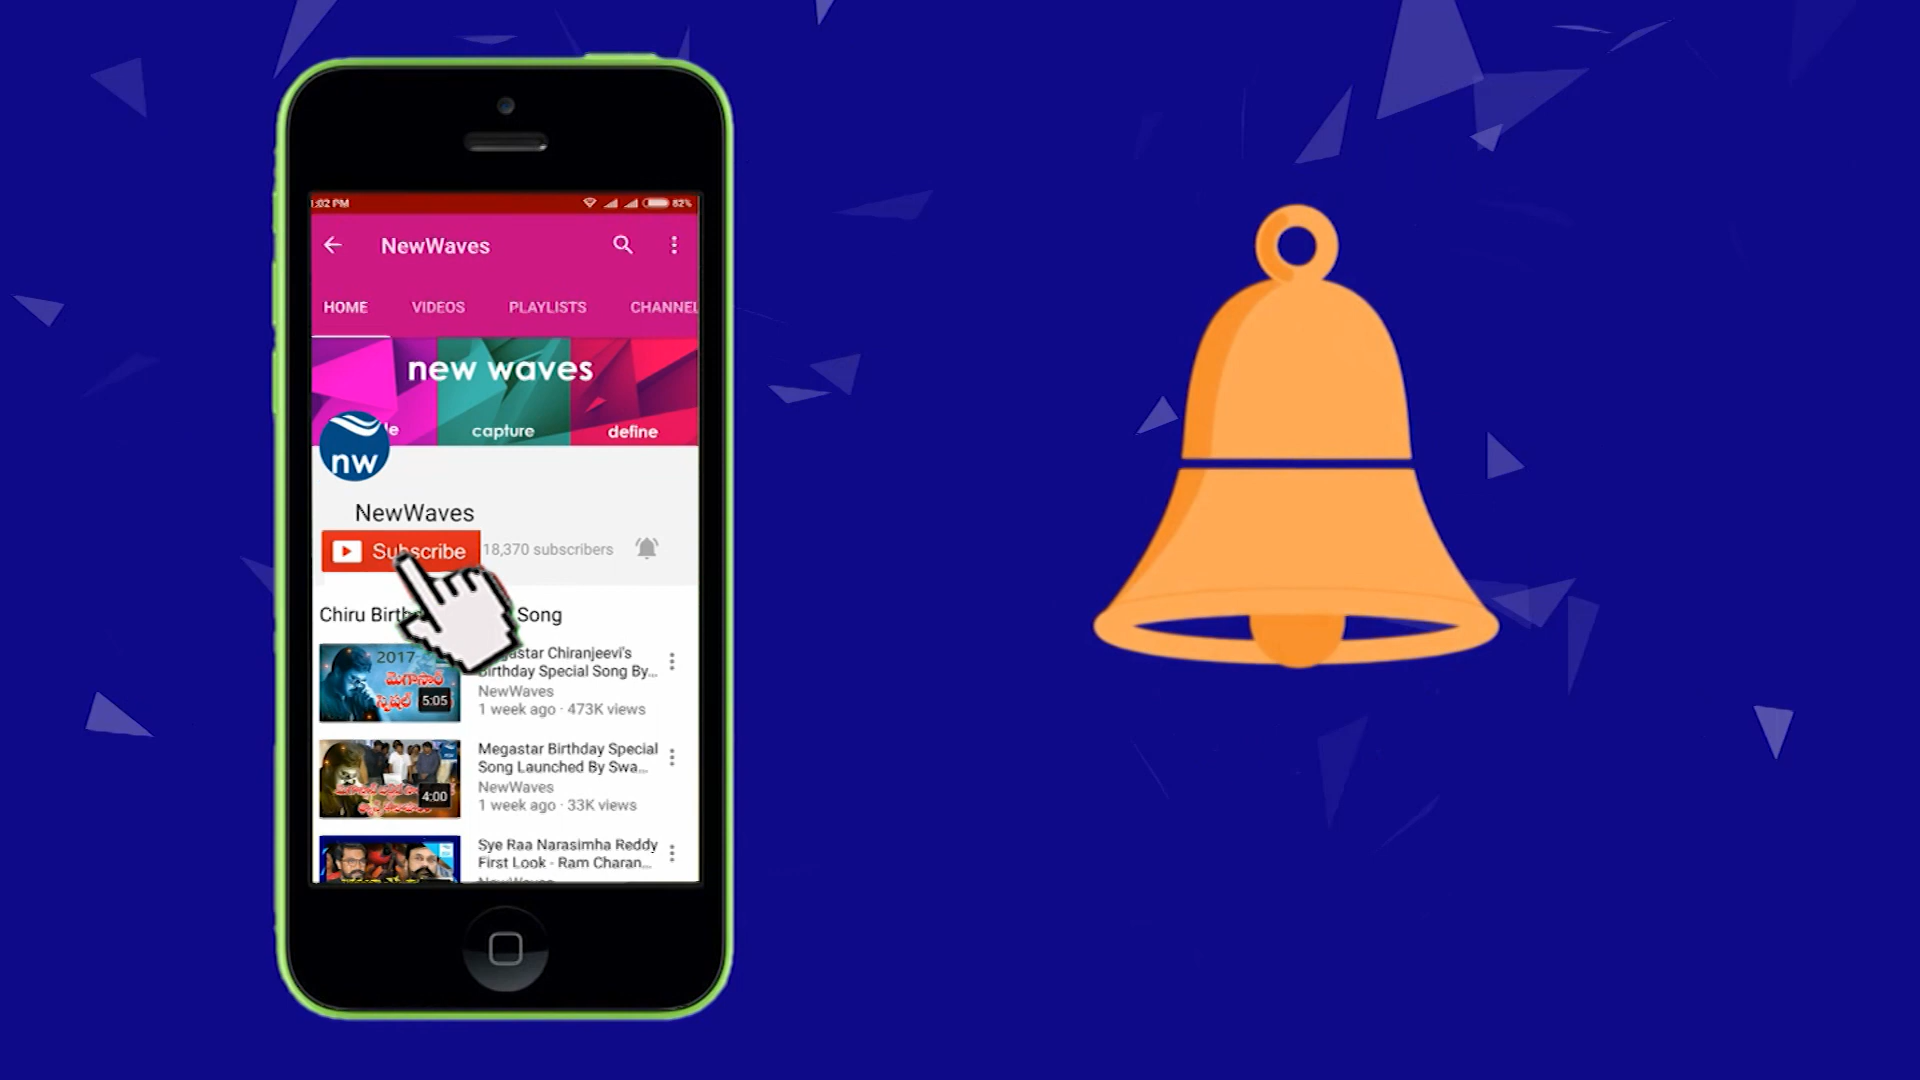 1:02 PM 82%
NewWaves
HOME VIDEOS PLAYLISTS CHANNEL
new waves
capture define
nw
NewWaves
Subscribe 18,370 subscribers
Chiru Song
Chiranjeevi's
Birthday Special Song By...
NewWaves
1 week ago · 473K views
2017
మెగాస్టార్
స్పెషల్
5:05
Megastar Birthday Special
Song Launched By Swa...
NewWaves
1 week ago · 33K views
4:00
Sye Raa Narasimha Reddy
First Look - Ram Charan...